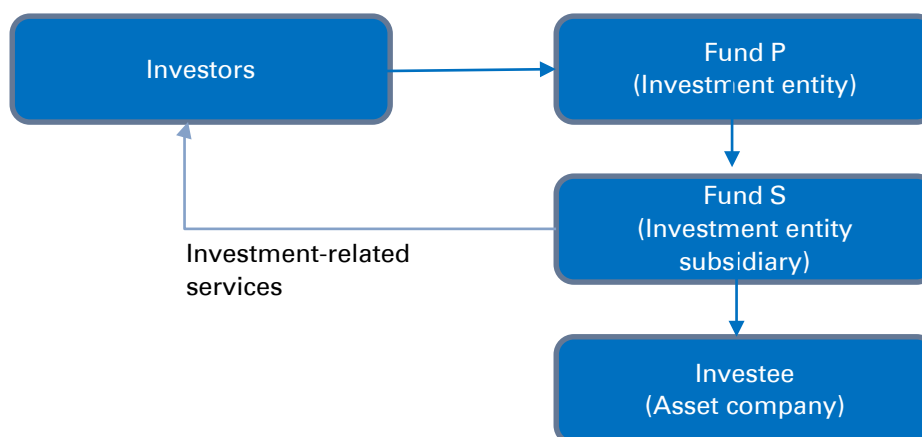 Investors
Fund P
(Investment entity)
Fund S
(Investment entity
subsidiary)
Investment-related
services
Investee
(Asset company)